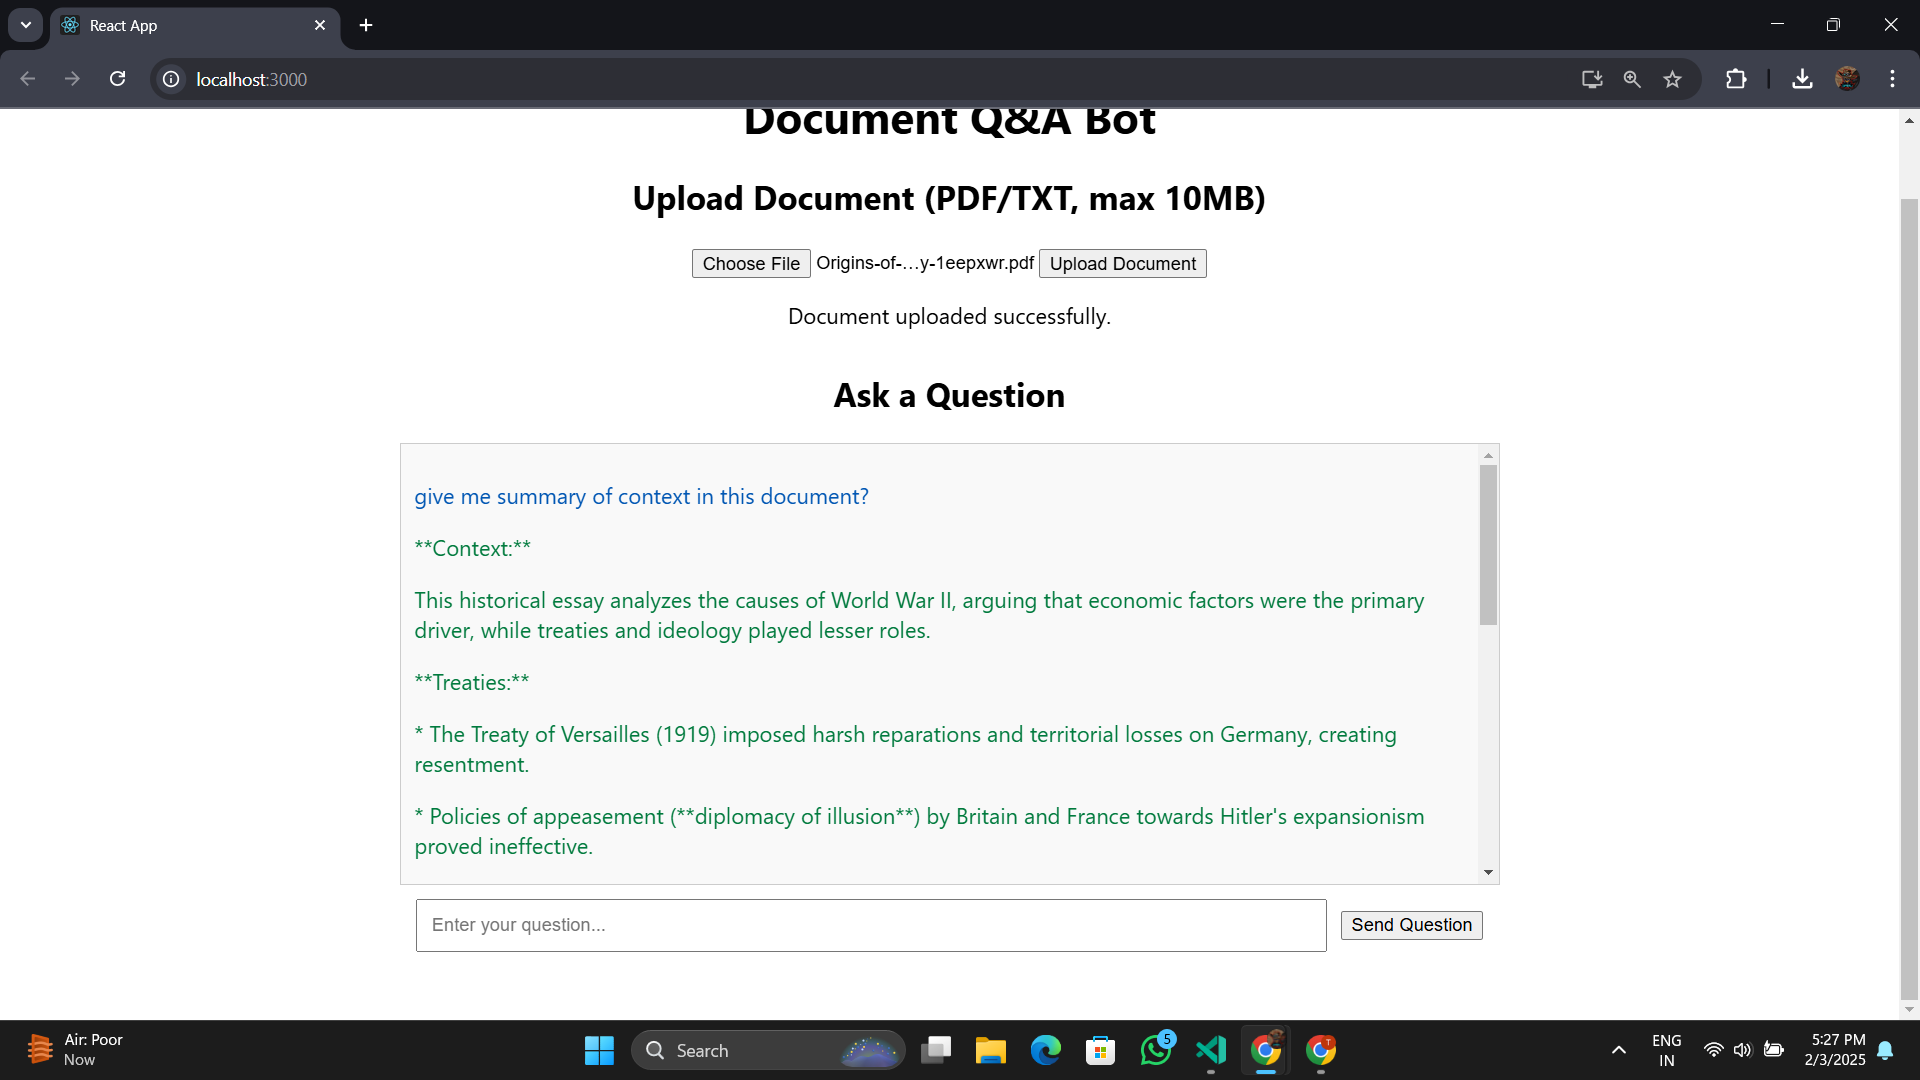 React App
localhost:3000
Document Q&A Bot
Upload Document (PDF/TXT, max 10MB)
Choose File Origins-of-...y-1eepxwr.pdf Upload Document
Document uploaded successfully.
Ask a Question
give me summary of context in this document?
**Context:**
This historical essay analyzes the causes of World War II, arguing that economic factors were the primary
driver, while treaties and ideology played lesser roles.
**Treaties:**
* The Treaty of Versailles (1919) imposed harsh reparations and territorial losses on Germany, creating
resentment.
* Policies of appeasement (**diplomacy of illusion**) by Britain and France towards Hitler's expansionism
proved ineffective.
Enter your question... Send Question
Air: Poor
Now
Search
5
T
ENG
IN
5:27 PM
2/3/2025